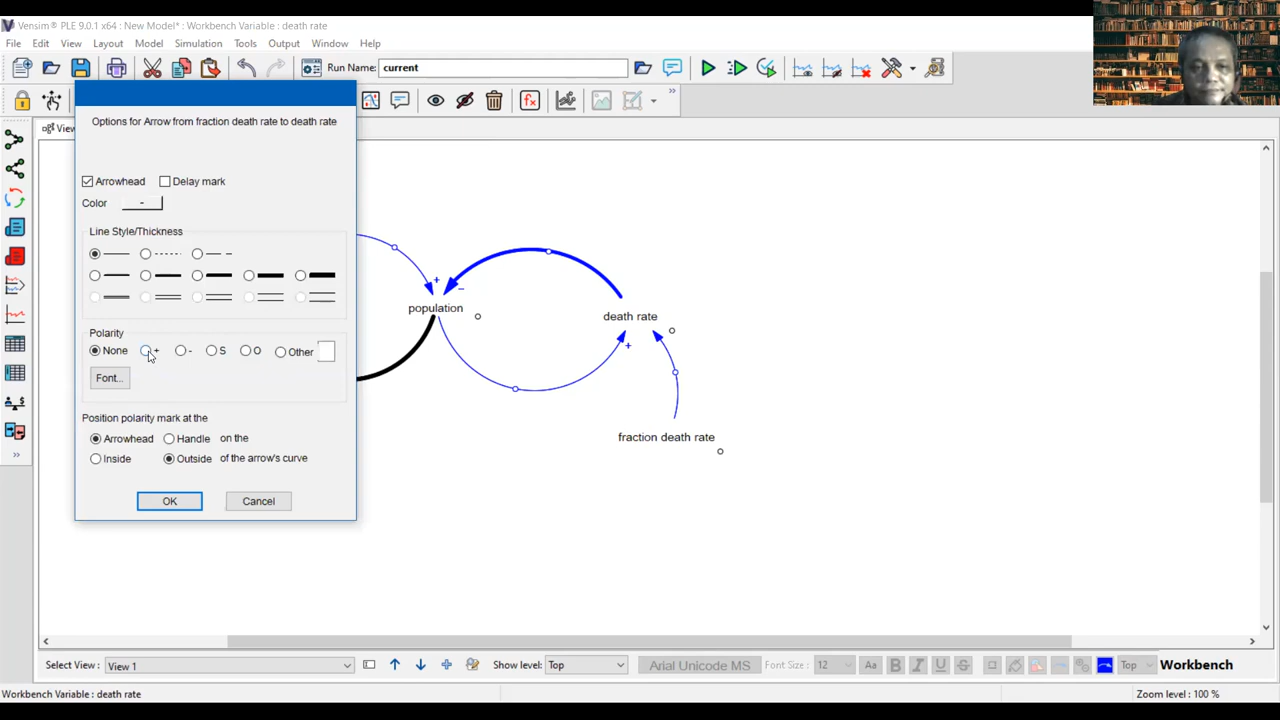 Vensim® PLE 9.0.1 x64 : New Model* : Workbench Variable : death rate
File Edit View Layout Model Simulation Tools Output Window Help
Run Name: current
View
Options for Arrow from fraction death rate to death rate
Arrowhead Delay mark
Color -
Line Style/Thickness
Polarity
None + - S O Other
Font...
Position polarity mark at the
Arrowhead Handle on the
Inside Outside of the arrow's curve
OK Cancel
+
–
population
death rate
+
fraction death rate
Select View : View 1 Show level: Top Arial Unicode MS Font Size : 12 Aa B I U S Top Workbench
Workbench Variable : death rate Zoom level : 100 %